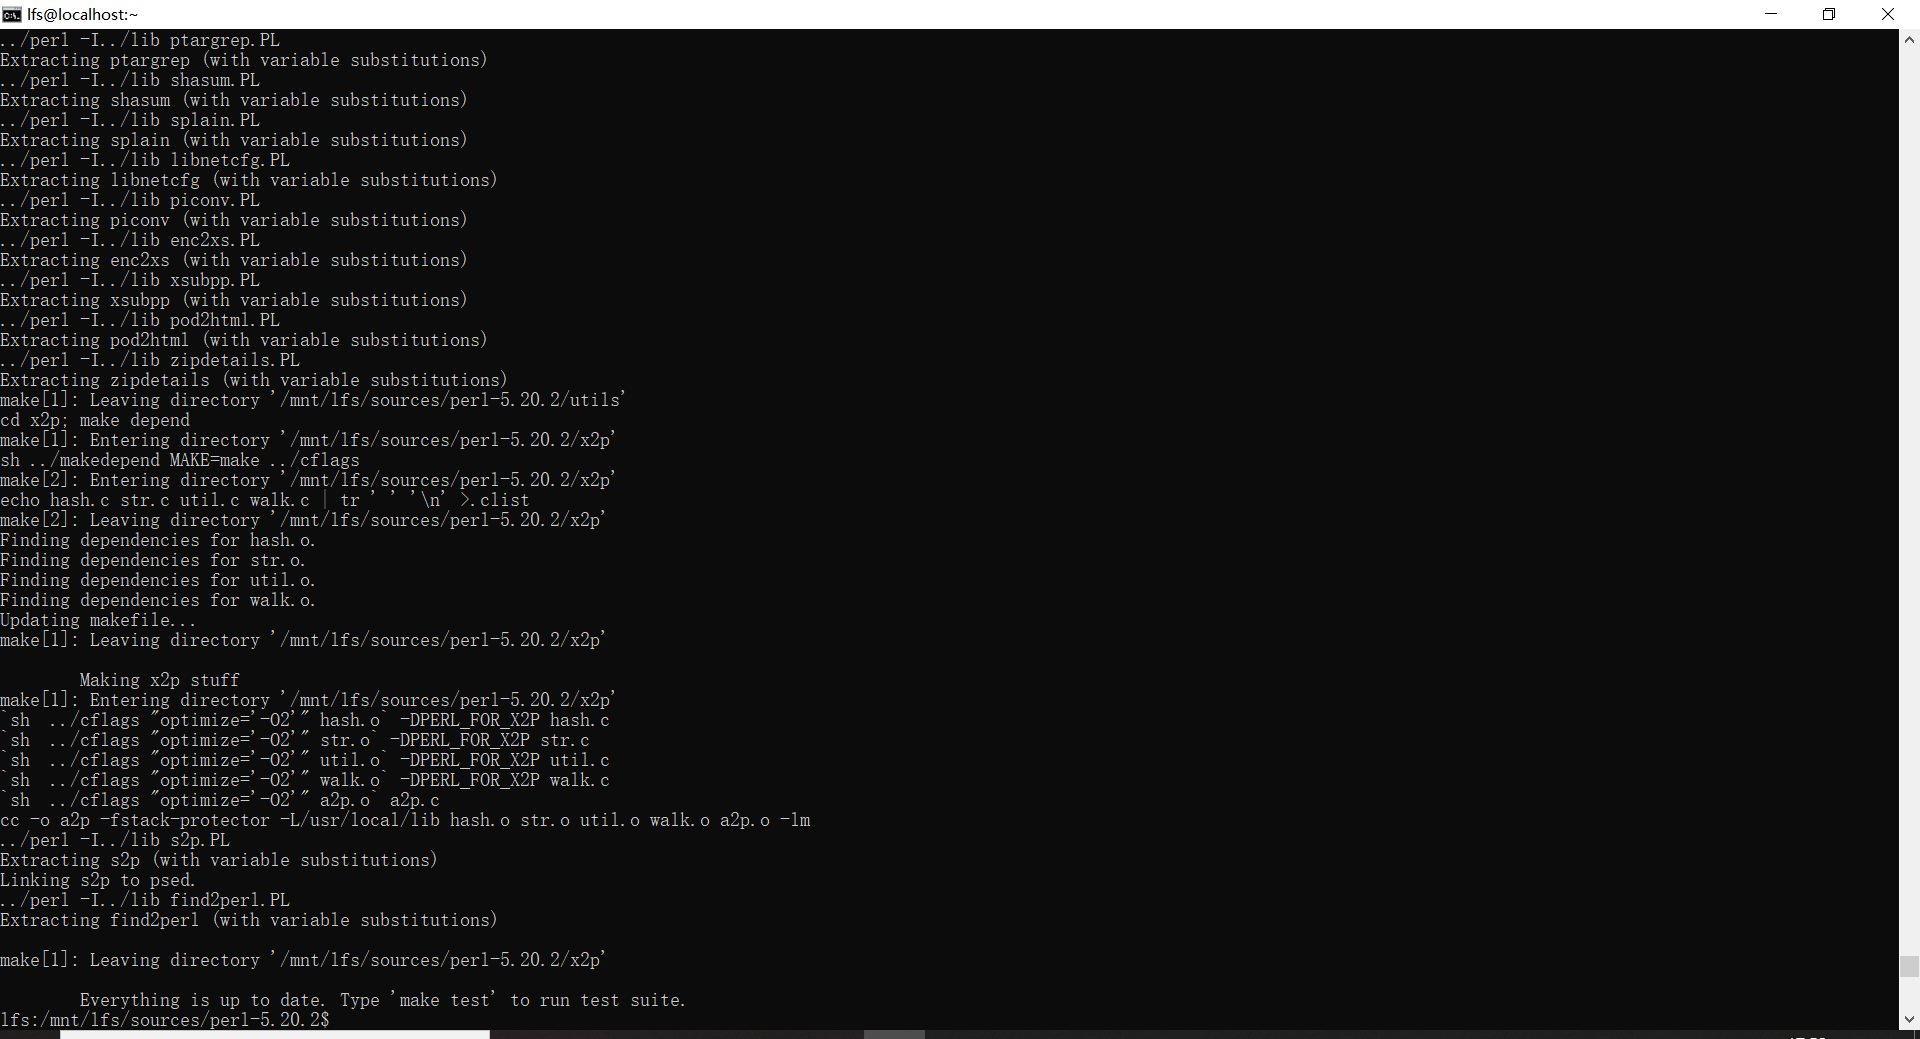 lfs@localhost:~
../perl -I../lib ptargrep.PL
Extracting ptargrep (with variable substitutions)
../perl -I../lib shasum.PL
Extracting shasum (with variable substitutions)
../perl -I../lib splain.PL
Extracting splain (with variable substitutions)
../perl -I../lib libnetcfg.PL
Extracting libnetcfg (with variable substitutions)
../perl -I../lib piconv.PL
Extracting piconv (with variable substitutions)
../perl -I../lib enc2xs.PL
Extracting enc2xs (with variable substitutions)
../perl -I../lib xsubpp.PL
Extracting xsubpp (with variable substitutions)
../perl -I../lib pod2html.PL
Extracting pod2html (with variable substitutions)
../perl -I../lib zipdetails.PL
Extracting zipdetails (with variable substitutions)
make[1]: Leaving directory '/mnt/lfs/sources/perl-5.20.2/utils'
cd x2p; make depend
make[1]: Entering directory '/mnt/lfs/sources/perl-5.20.2/x2p'
sh ../makedepend MAKE=make ../cflags
make[2]: Entering directory '/mnt/lfs/sources/perl-5.20.2/x2p'
echo hash.c str.c util.c walk.c | tr ' ' '\n' >.clist
make[2]: Leaving directory '/mnt/lfs/sources/perl-5.20.2/x2p'
Finding dependencies for hash.o.
Finding dependencies for str.o.
Finding dependencies for util.o.
Finding dependencies for walk.o.
Updating makefile...
make[1]: Leaving directory '/mnt/lfs/sources/perl-5.20.2/x2p'
Making x2p stuff
make[1]: Entering directory '/mnt/lfs/sources/perl-5.20.2/x2p'
`sh  ../cflags "optimize='-O2'" hash.o` -DPERL_FOR_X2P hash.c
`sh  ../cflags "optimize='-O2'" str.o` -DPERL_FOR_X2P str.c
`sh  ../cflags "optimize='-O2'" util.o` -DPERL_FOR_X2P util.c
`sh  ../cflags "optimize='-O2'" walk.o` -DPERL_FOR_X2P walk.c
`sh  ../cflags "optimize='-O2'" a2p.o` a2p.c
cc -o a2p -fstack-protector -L/usr/local/lib hash.o str.o util.o walk.o a2p.o -lm
../perl -I../lib s2p.PL
Extracting s2p (with variable substitutions)
Linking s2p to psed.
../perl -I../lib find2perl.PL
Extracting find2perl (with variable substitutions)
make[1]: Leaving directory '/mnt/lfs/sources/perl-5.20.2/x2p'
Everything is up to date. Type 'make test' to run test suite.
lfs:/mnt/lfs/sources/perl-5.20.2$